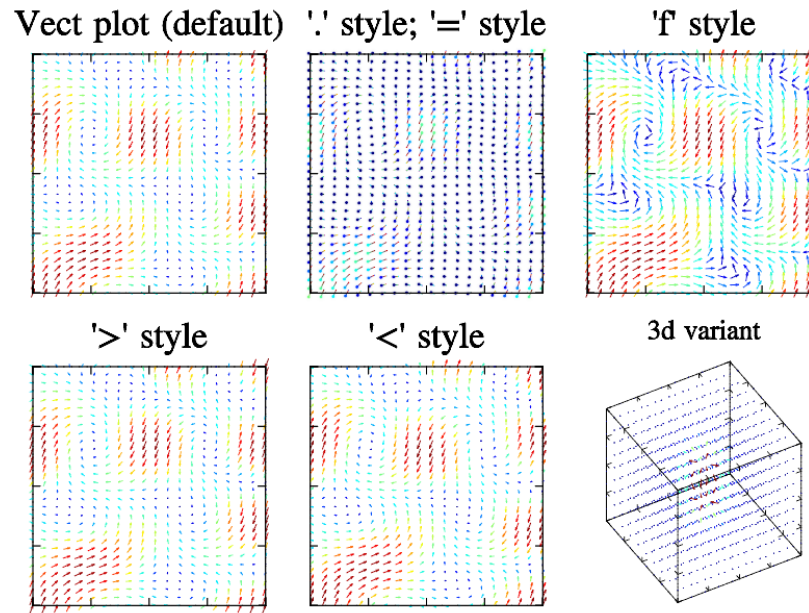 Vect plot (default)
'.' style; '=' style
'f' style
'>' style
'<' style
3d variant